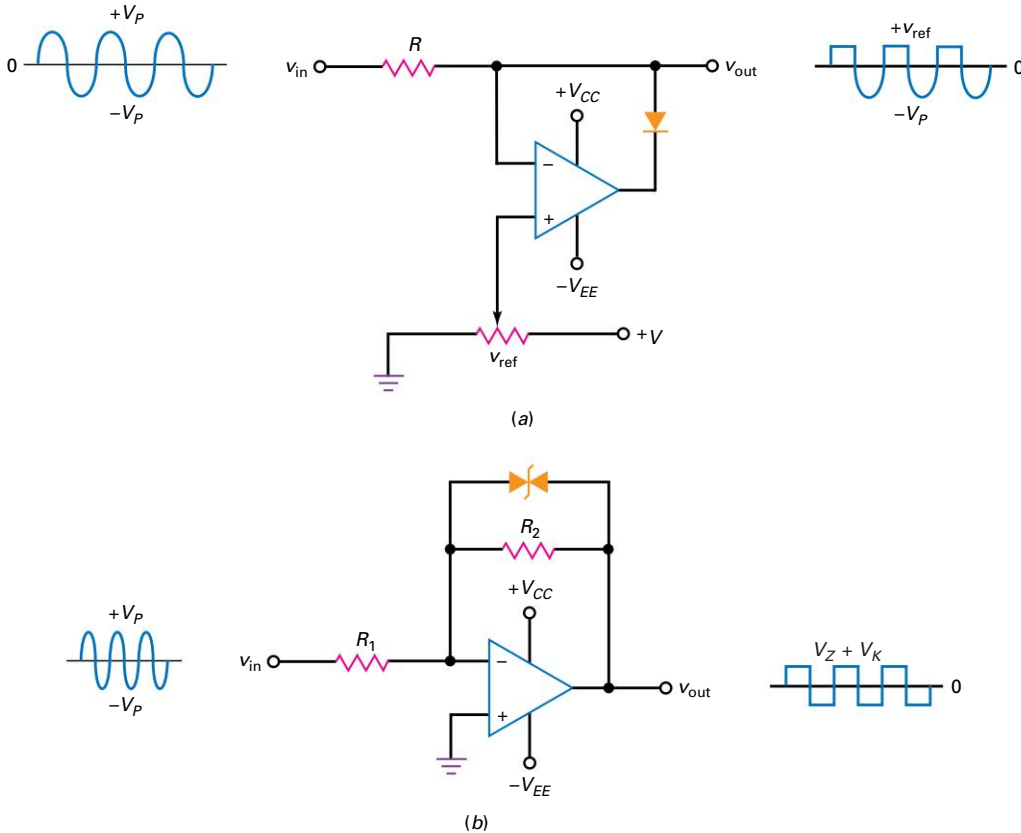 +V_P
0
−V_P
v_in
R
v_out
+V_CC
−
+
−V_EE
v_ref
+V
+v_ref
0
−V_P
(a)
R_2
+V_CC
+V_P
−V_P
v_in
R_1
−
+
v_out
−V_EE
V_Z + V_K
0
(b)